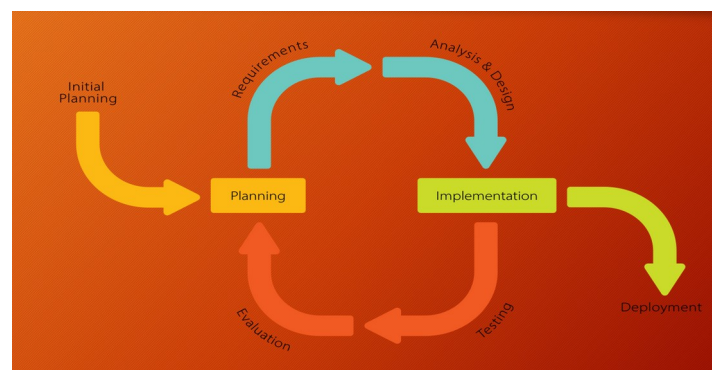 Initial
Planning
Requirements
Analysis & Design
Planning
Implementation
Evaluation
Testing
Deployment